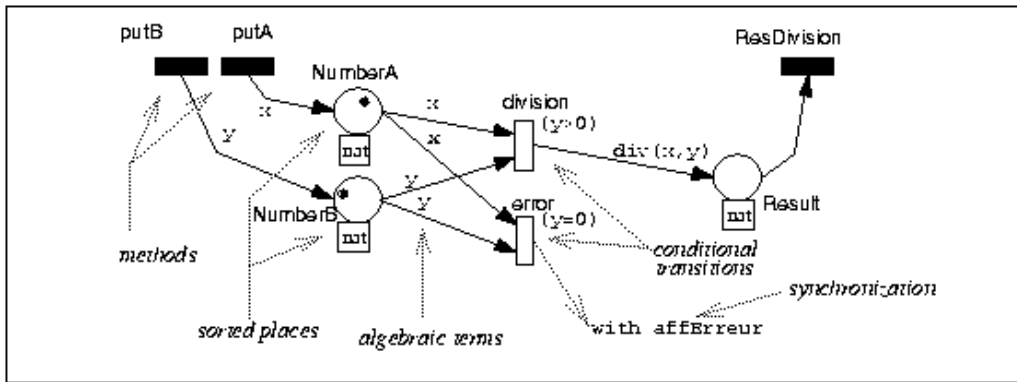 putB putA ResDivision
NumberA
division
x x (y>0)
x
y div(x,y)
nat
y
NumberB y error Result
nat (y=0) nat
methods conditional
transitions
synchronization
sorted places algebraic terms with affErreur